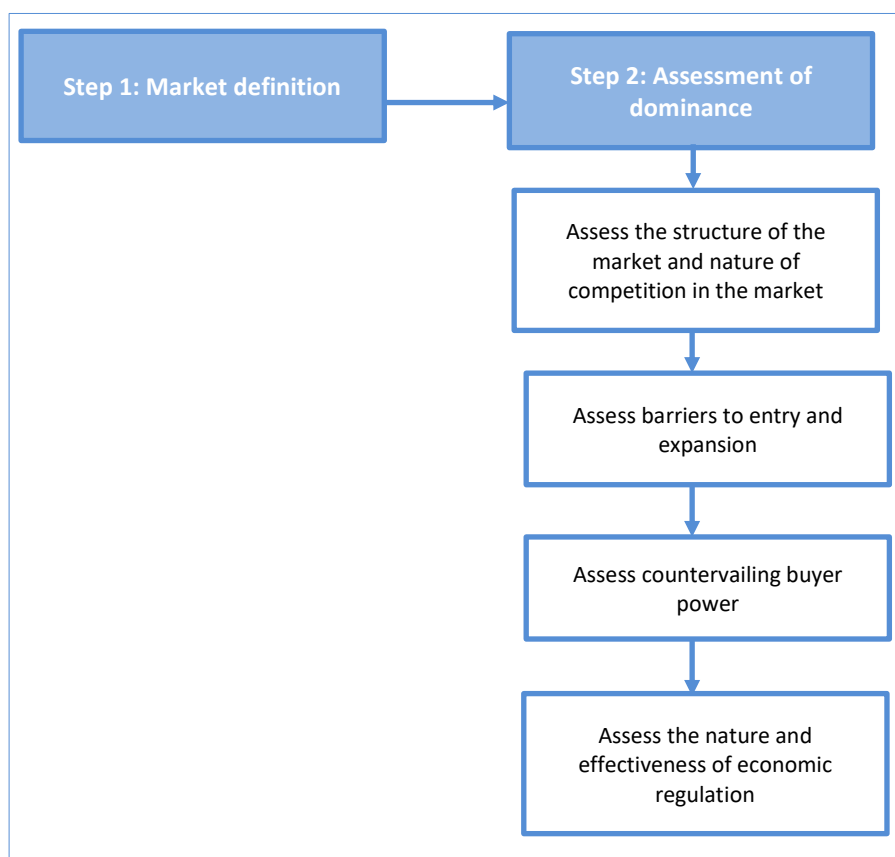 Step 1: Market definition
Step 2: Assessment of
dominance
Assess the structure of the
market and nature of
competition in the market
Assess barriers to entry and
expansion
Assess countervailing buyer
power
Assess the nature and
effectiveness of economic
regulation